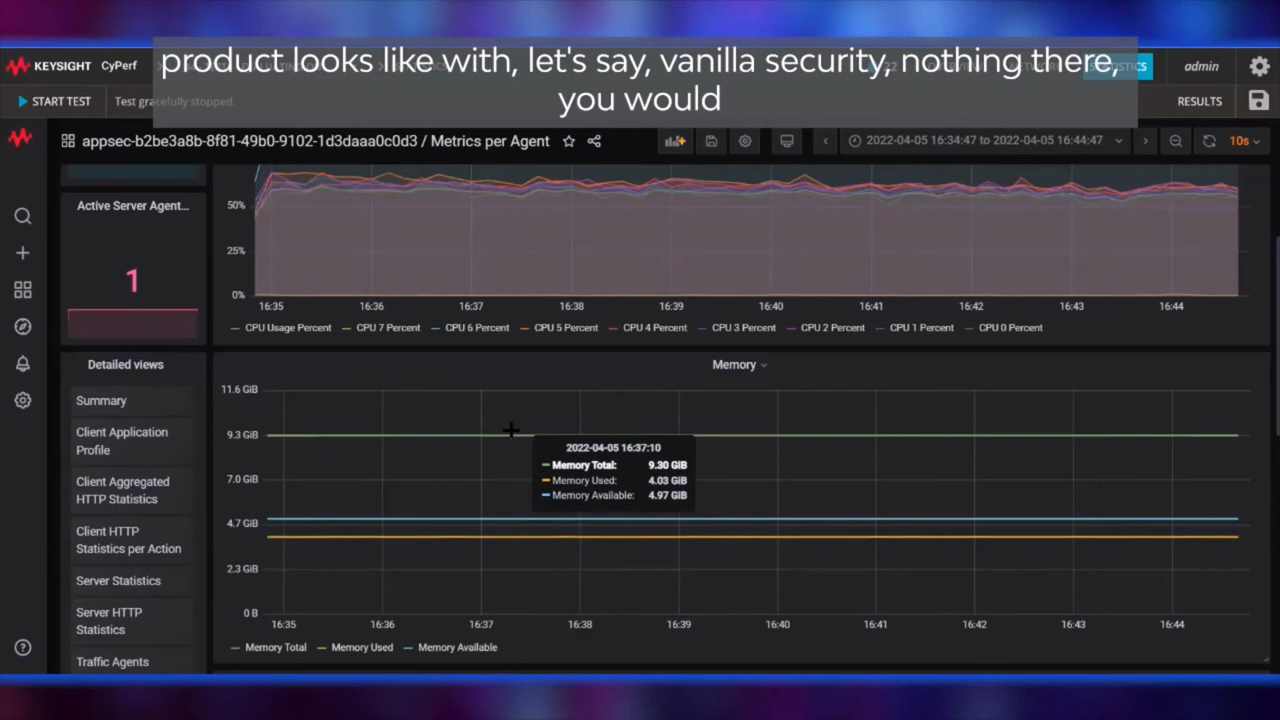 product looks like with, let's say, vanilla security, nothing there,
you would
KEYSIGHT CyPerf
admin
START TEST
Test gracefully stopped.
RESULTS
appsec-b2be3a8b-8f81-49b0-9102-1d3daaa0c0d3 / Metrics per Agent
2022-04-05 16:34:47 to 2022-04-05 16:44:47
10s
Active Server Agent...
1
50%
25%
0%
16:35 16:36 16:37 16:38 16:39 16:40 16:41 16:42 16:43 16:44
CPU Usage Percent CPU 7 Percent CPU 6 Percent CPU 5 Percent CPU 4 Percent CPU 3 Percent CPU 2 Percent CPU 1 Percent CPU 0 Percent
Detailed views
Summary
Client Application
Profile
Client Aggregated
HTTP Statistics
Client HTTP
Statistics per Action
Server Statistics
Server HTTP
Statistics
Traffic Agents
Memory
11.6 GiB
9.3 GiB
7.0 GiB
4.7 GiB
2.3 GiB
0 B
2022-04-05 16:37:10
Memory Total: 9.30 GiB
Memory Used: 4.03 GiB
Memory Available: 4.97 GiB
16:35 16:36 16:37 16:38 16:39 16:40 16:41 16:42 16:43 16:44
Memory Total Memory Used Memory Available